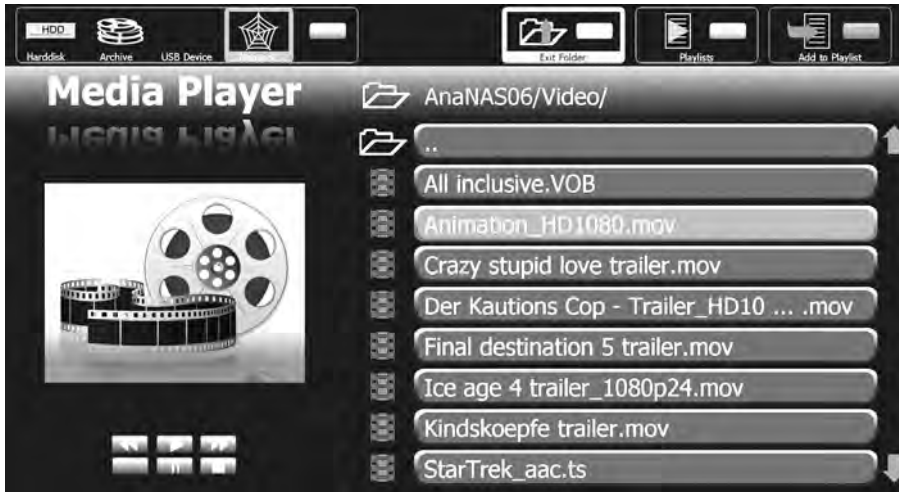 HDD
Harddisk
Archive
USB Device
Exit Folder
Playlists
Add to Playlist
Media Player
AnaNAS06/Video/
..
All inclusive.VOB
Animation_HD1080.mov
Crazy stupid love trailer.mov
Der Kautions Cop - Trailer_HD10 ... .mov
Final destination 5 trailer.mov
Ice age 4 trailer_1080p24.mov
Kindskoepfe trailer.mov
StarTrek_aac.ts